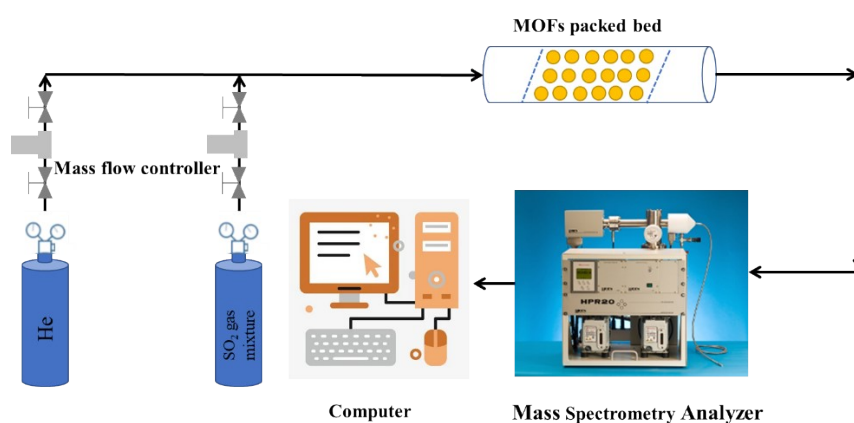 MOFs packed bed
Mass flow controller
He
SO₂ gas
mixture
HPR20
Computer
Mass Spectrometry Analyzer